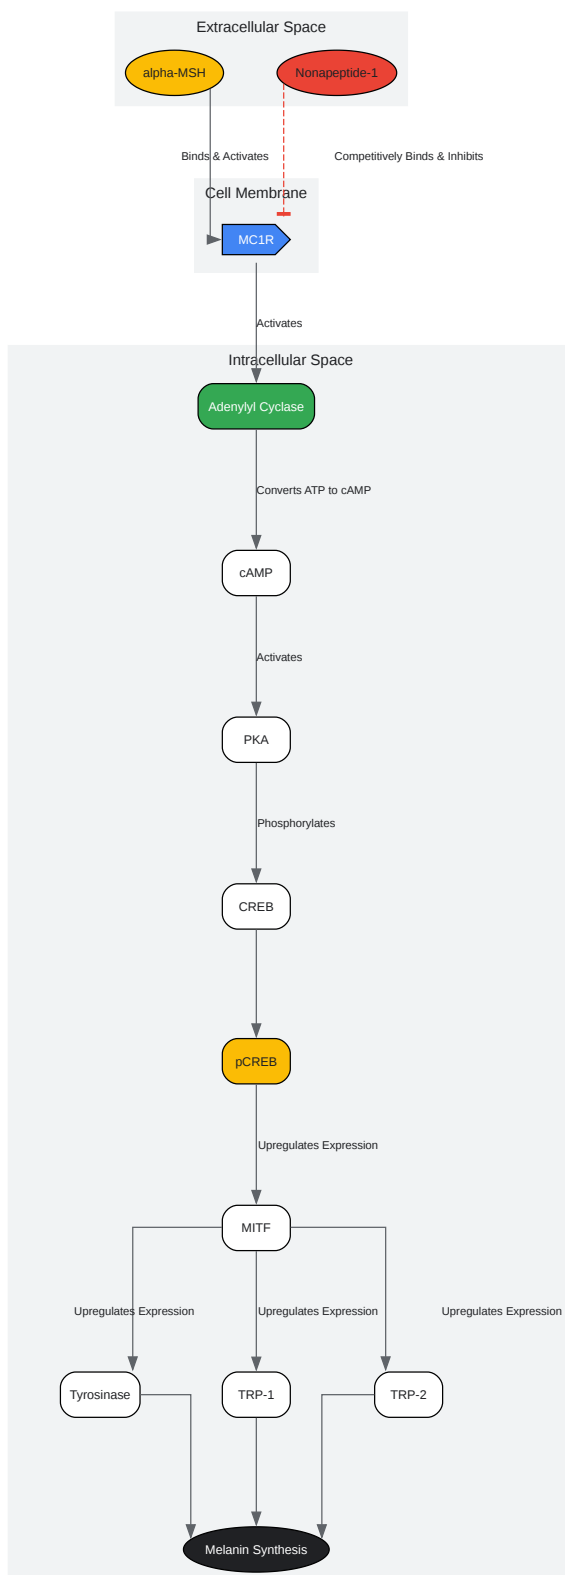 Extracellular Space
alpha-MSH
Nonapeptide-1
Binds & Activates
Competitively Binds & Inhibits
Cell Membrane
MC1R
Activates
Intracellular Space
Adenylyl Cyclase
Converts ATP to cAMP
cAMP
Activates
PKA
Phosphorylates
CREB
pCREB
Upregulates Expression
MITF
Upregulates Expression
Upregulates Expression
Upregulates Expression
Tyrosinase
TRP-1
TRP-2
Melanin Synthesis